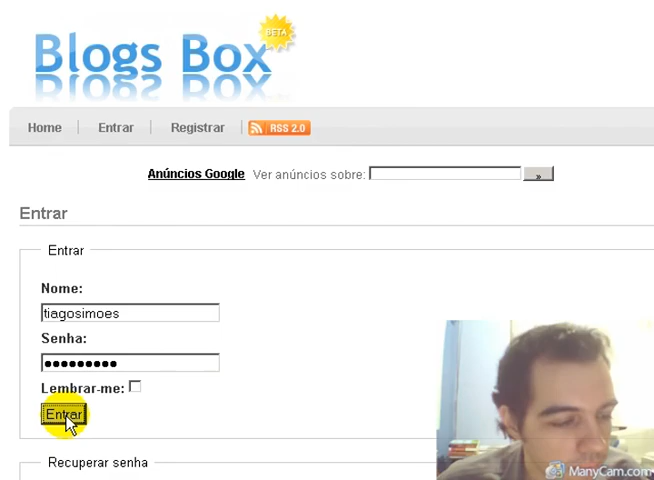 Blogs Box
BETA
Home
Entrar
Registrar
RSS 2.0
Anúncios Google
Ver anúncios sobre:
»
Entrar
Entrar
Nome:
tiagosimoes
Senha:
●●●●●●●●●
Lembrar-me:
Entrar
Recuperar senha
ManyCam.com